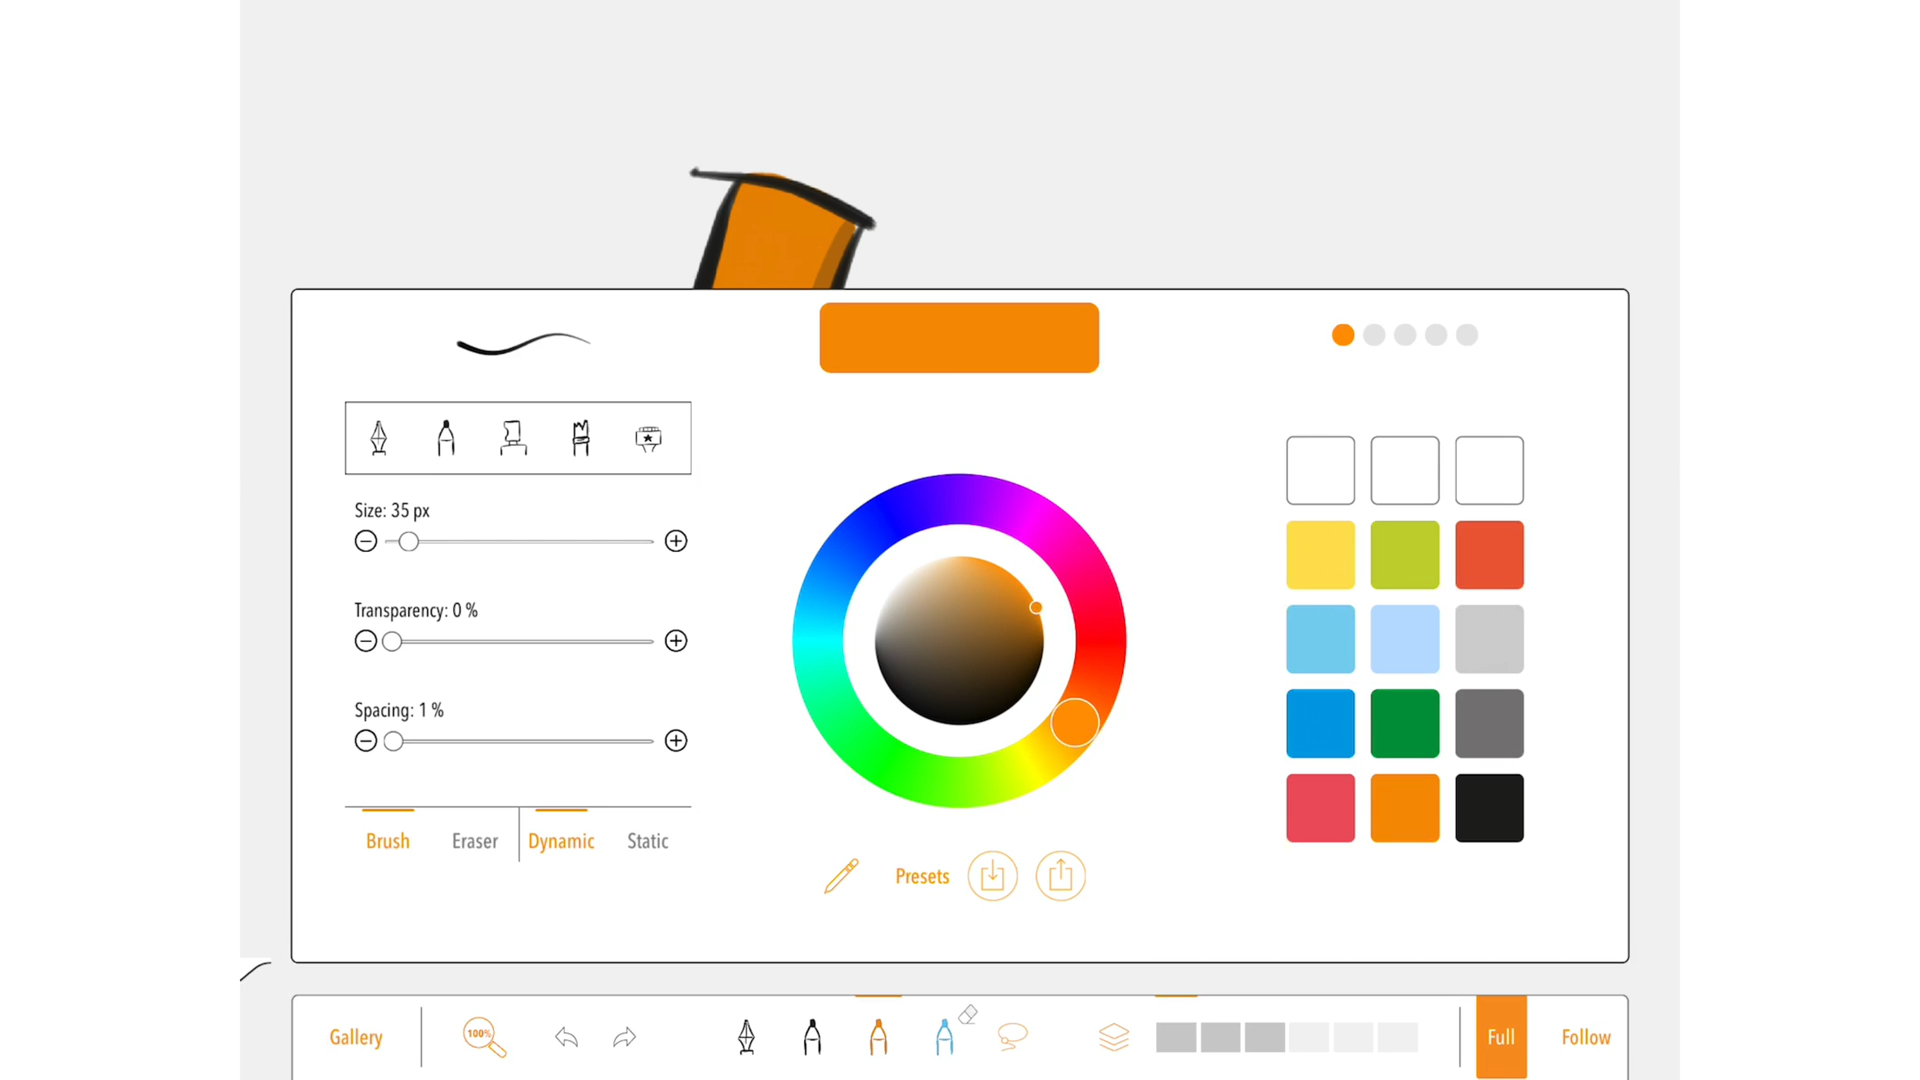 Size: 35 px
Transparency: 0 %
Spacing: 1 %
Brush Eraser Dynamic Static
Presets
Gallery 100% Full Follow